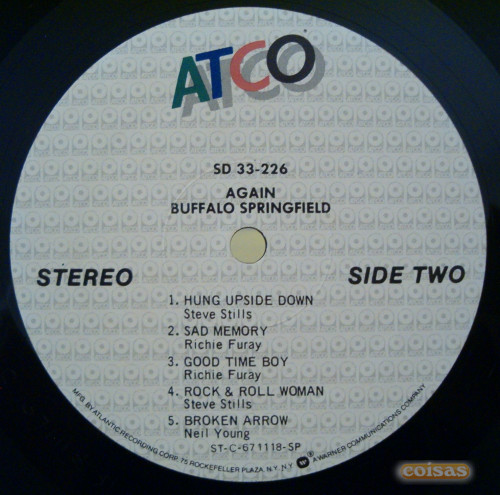 ATCO
SD 33-226
AGAIN
BUFFALO SPRINGFIELD
STEREO
SIDE TWO
1. HUNG UPSIDE DOWN
Steve Stills
2. SAD MEMORY
Richie Furay
3. GOOD TIME BOY
Richie Furay
4. ROCK & ROLL WOMAN
Steve Stills
5. BROKEN ARROW
Neil Young
ST-C-671118-SP
MFG. BY ATLANTIC RECORDING CORP. 75 ROCKEFELLER PLAZA, N.Y. N.Y. W ® A WARNER COMMUNICATIONS COMPANY
coisas